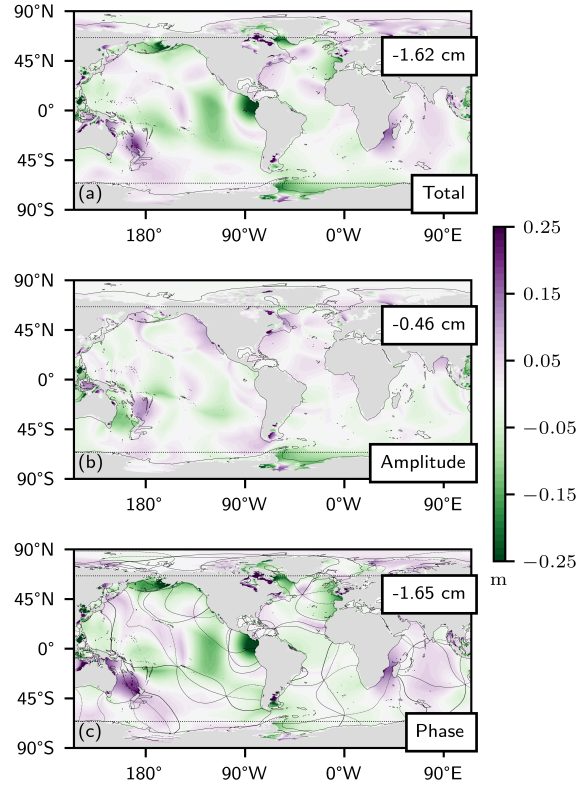 90°N
45°N
0°
45°S
90°S
-1.62 cm
(a)
Total
180°
90°W
0°W
90°E
90°N
45°N
0°
45°S
90°S
-0.46 cm
(b)
Amplitude
180°
90°W
0°W
90°E
90°N
45°N
0°
45°S
90°S
-1.65 cm
(c)
Phase
180°
90°W
0°W
90°E
0.25
0.15
0.05
−0.05
−0.15
−0.25
m